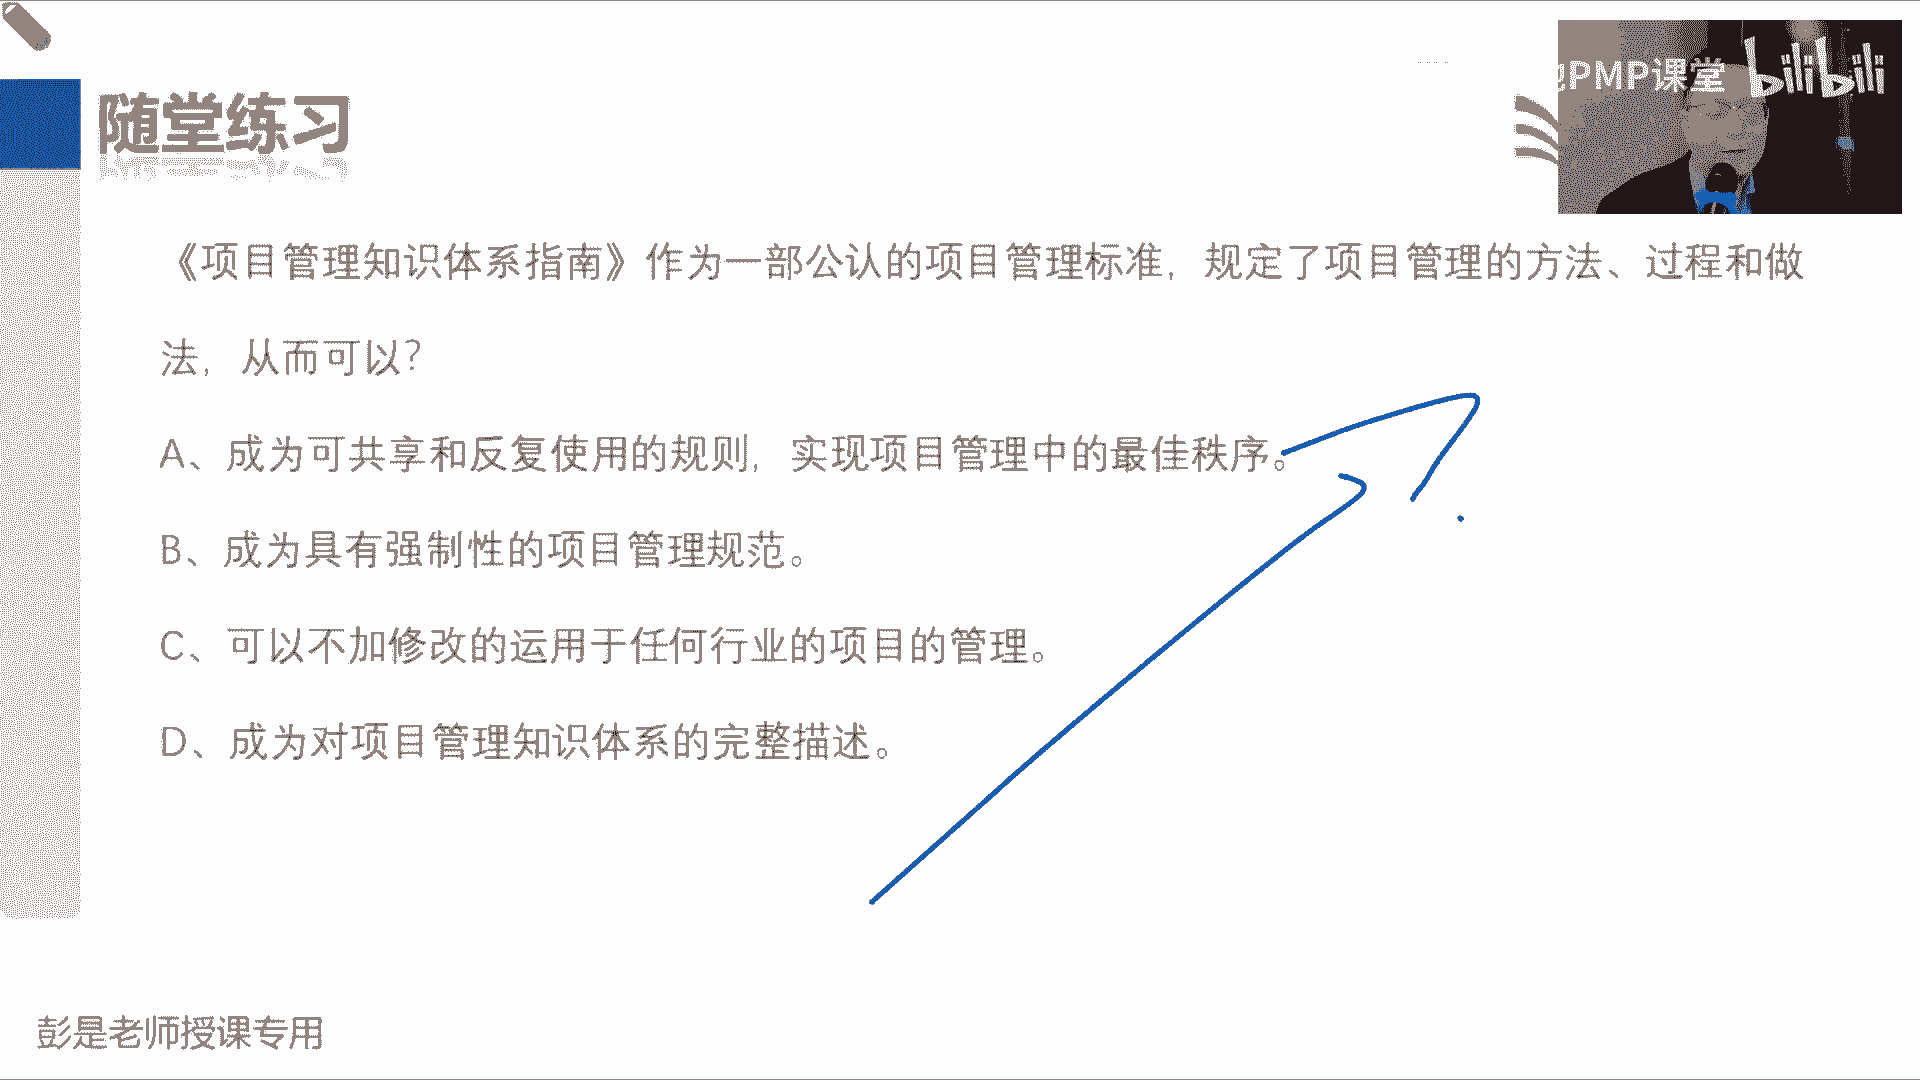 PMP课堂 bilibili
随堂练习
《项目管理知识体系指南》作为一部公认的项目管理标准，规定了项目管理的方法、过程和做
法，从而可以？
A、成为可共享和反复使用的规则，实现项目管理中的最佳秩序。
B、成为具有强制性的项目管理规范。
C、可以不加修改的运用于任何行业的项目的管理。
D、成为对项目管理知识体系的完整描述。
彭是老师授课专用